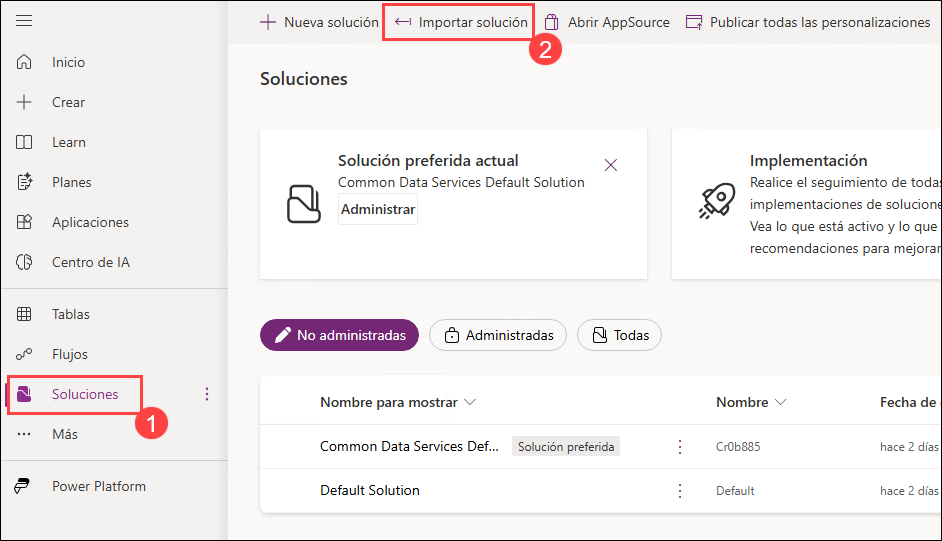 Nueva solución
Importar solución
Abrir AppSource
Publicar todas las personalizaciones
2
Inicio
Crear
Learn
Planes
Aplicaciones
Centro de IA
Tablas
Flujos
Soluciones
1
Más
Power Platform
Soluciones
Solución preferida actual
Common Data Services Default Solution
Administrar
Implementación
Realice el seguimiento de todas
implementaciones de solucione
Vea lo que está activo y lo que
recomendaciones para mejorar
No administradas
Administradas
Todas
Nombre para mostrar
Nombre
Fecha de
Common Data Services Def...
Solución preferida
Cr0b885
hace 2 días
Default Solution
Default
hace 2 días